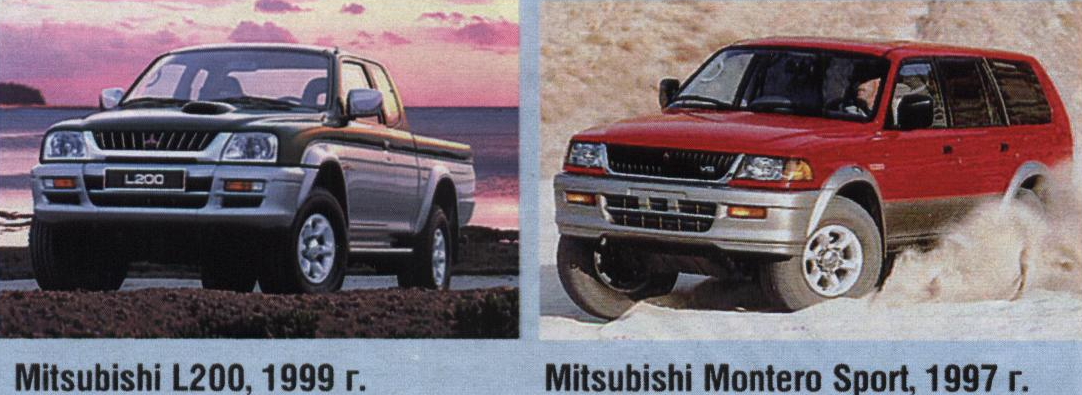 L200
V6
Mitsubishi L200, 1999 г.
Mitsubishi Montero Sport, 1997 г.